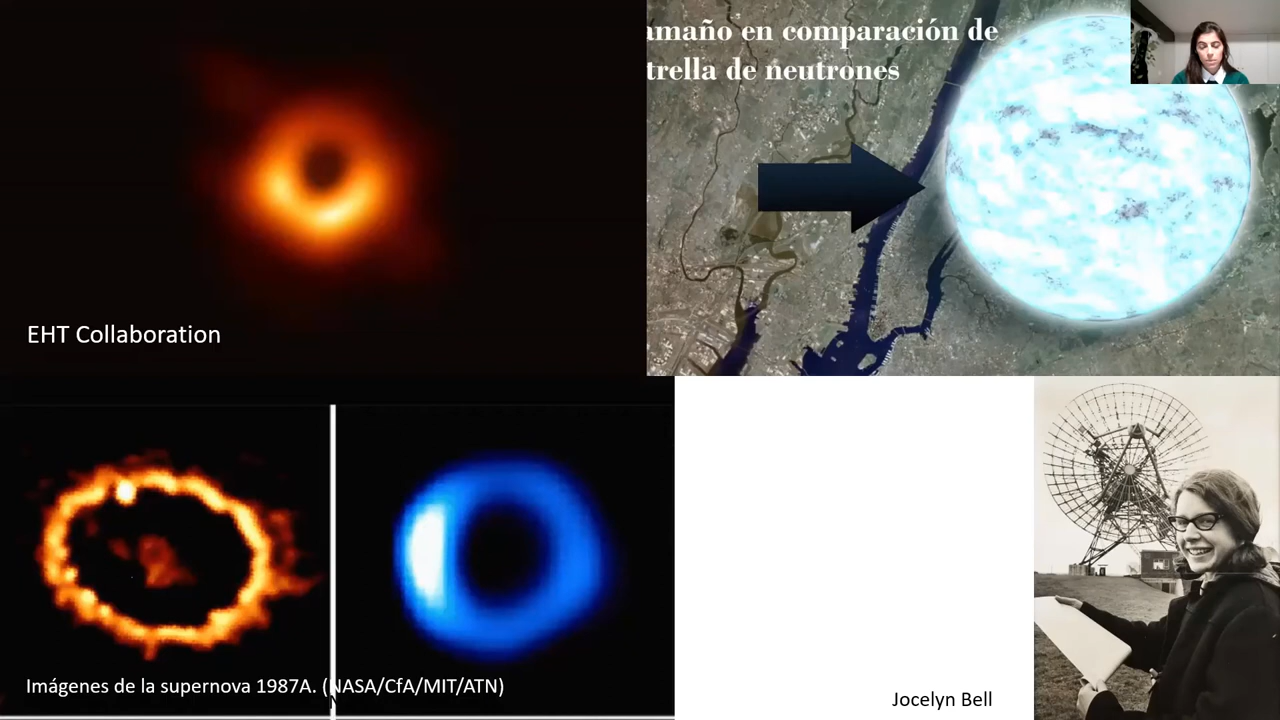 amaño en comparación de
trella de neutrones
EHT Collaboration
Imágenes de la supernova 1987A. (NASA/CfA/MIT/ATN)
Jocelyn Bell